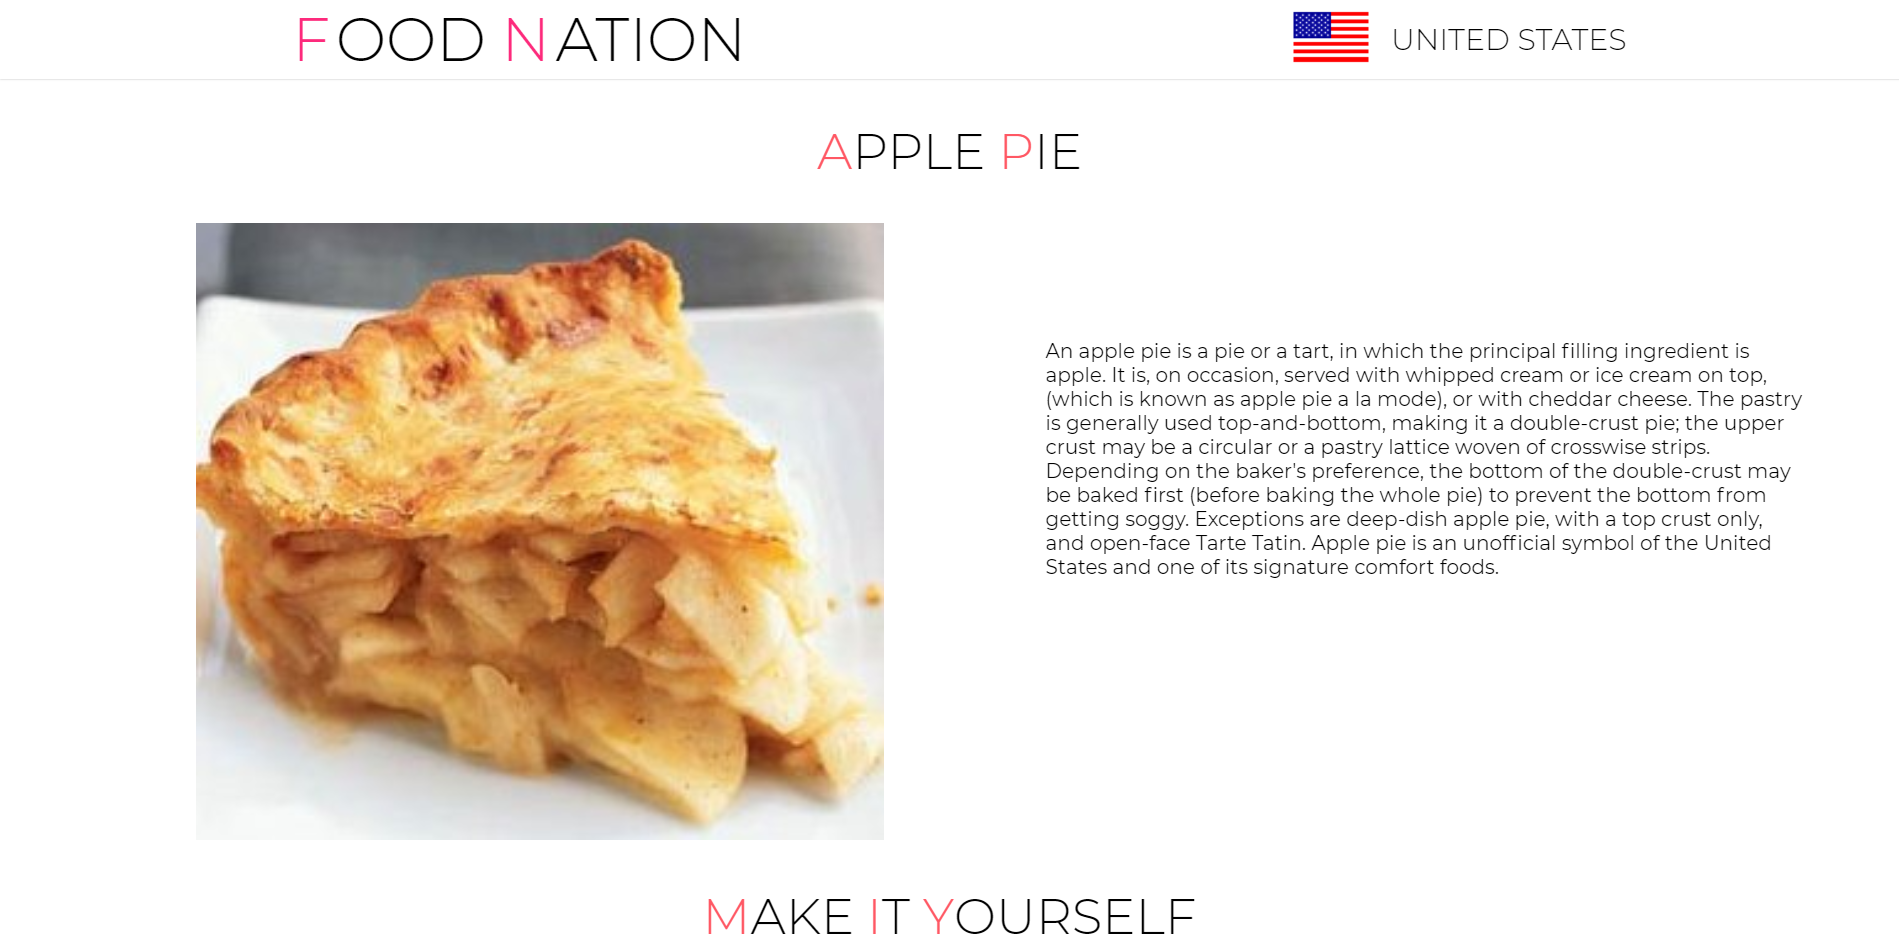 FOOD NATION
UNITED STATES
APPLE PIE
An apple pie is a pie or a tart, in which the principal filling ingredient is
apple. It is, on occasion, served with whipped cream or ice cream on top,
(which is known as apple pie a la mode), or with cheddar cheese. The pastry
is generally used top-and-bottom, making it a double-crust pie; the upper
crust may be a circular or a pastry lattice woven of crosswise strips.
Depending on the baker's preference, the bottom of the double-crust may
be baked first (before baking the whole pie) to prevent the bottom from
getting soggy. Exceptions are deep-dish apple pie, with a top crust only,
and open-face Tarte Tatin. Apple pie is an unofficial symbol of the United
States and one of its signature comfort foods.
MAKE IT YOURSELF